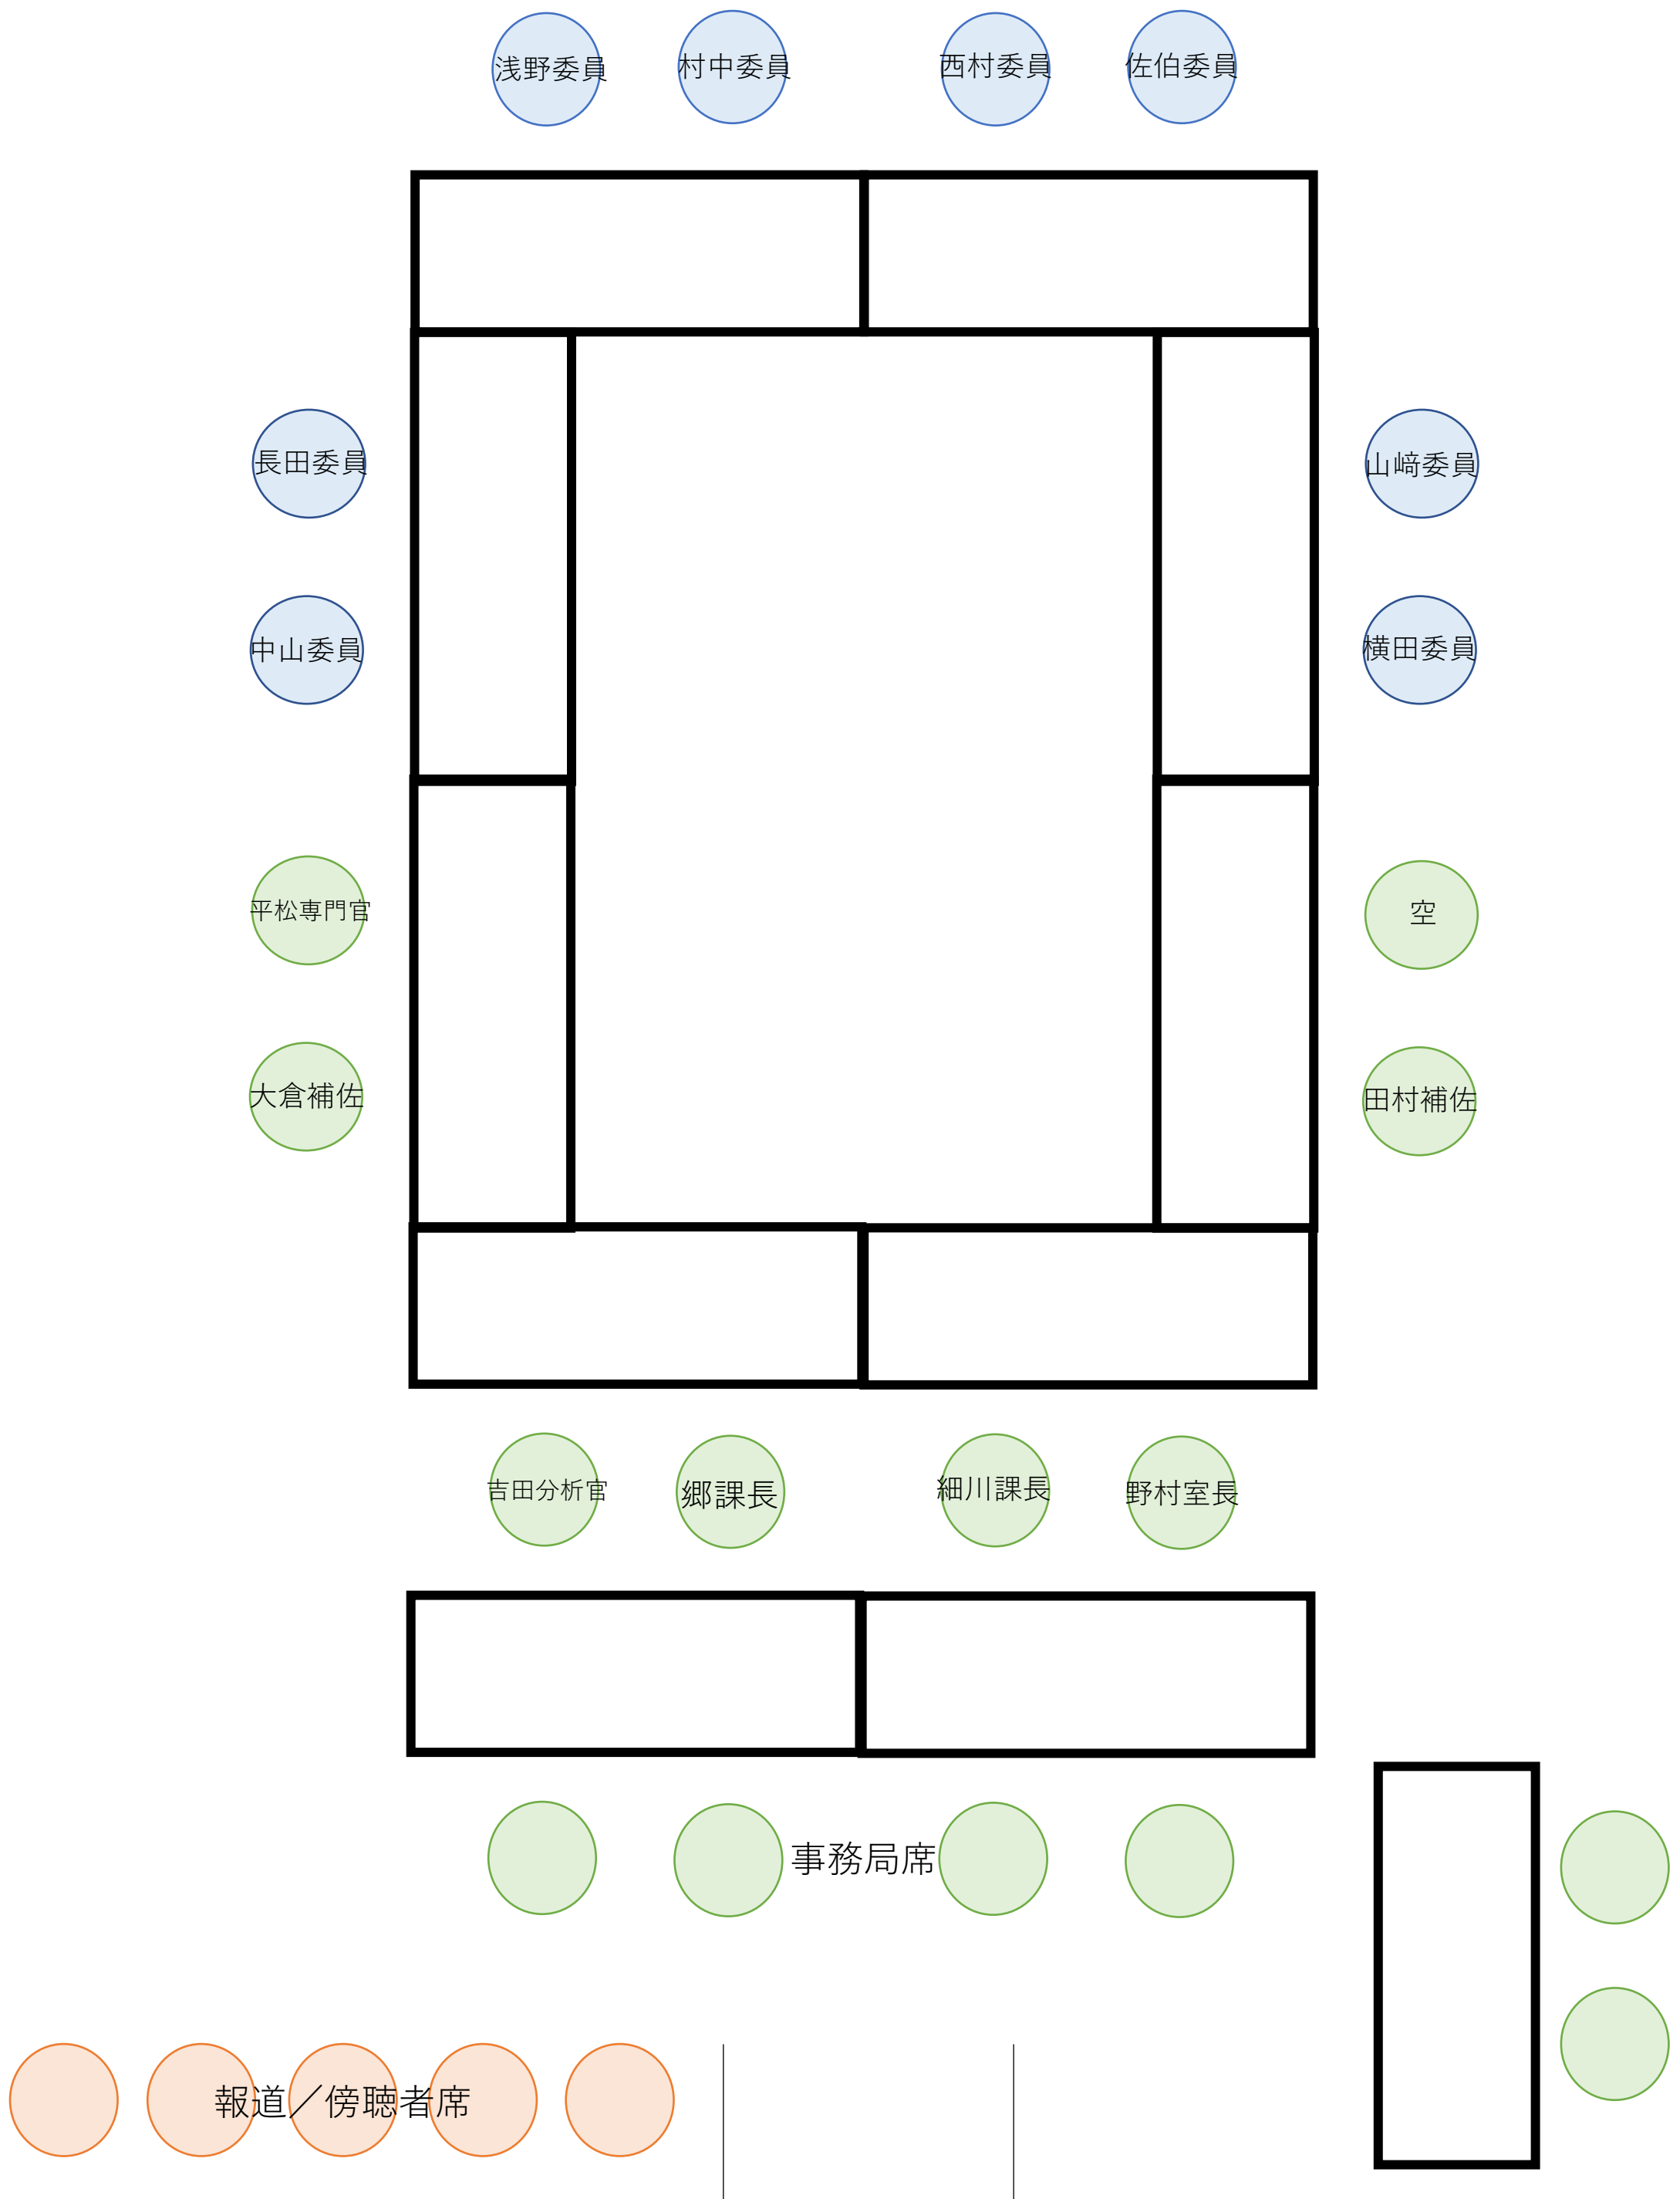 浅野委員
村中委員
西村委員
佐伯委員
長田委員
山﨑委員
中山委員
横田委員
平松専門官
空
大倉補佐
田村補佐
吉田分析官
郷課長
細川課長
野村室長
事務局席
報道／傍聴者席